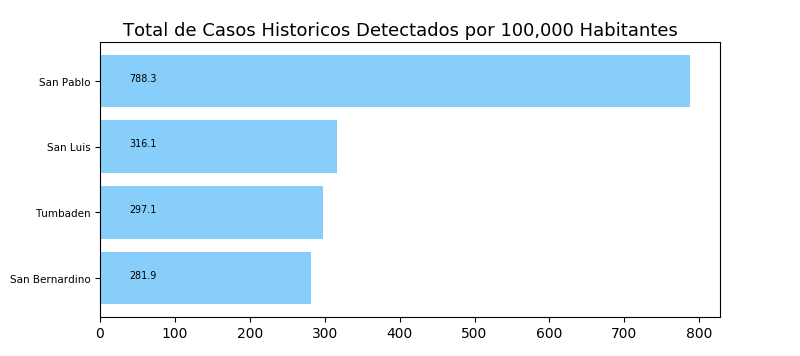 Total de Casos Historicos Detectados por 100,000 Habitantes
San Pablo 788.3
San Luis 316.1
Tumbaden 297.1
San Bernardino 281.9
0 100 200 300 400 500 600 700 800